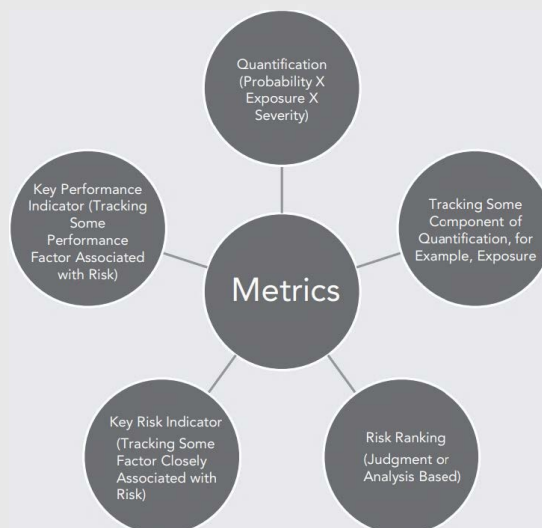 Quantification
(Probability X
Exposure X
Severity)
Key Performance
Indicator (Tracking
Some
Performance
Factor Associated
with Risk)
Tracking Some
Component of
Quantification, for
Example, Exposure
Metrics
Key Risk Indicator
(Tracking Some
Factor Closely
Associated with
Risk)
Risk Ranking
(Judgment or
Analysis Based)